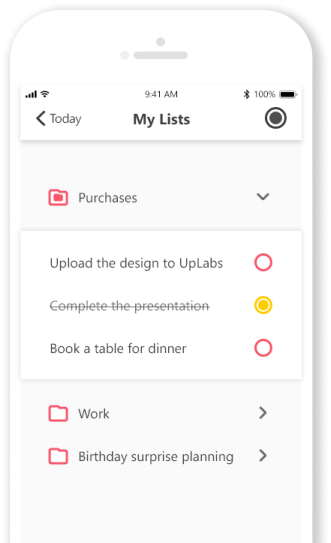 9:41 AM
100%
Today
My Lists
Purchases
Upload the design to UpLabs
Complete the presentation
Book a table for dinner
Work
Birthday surprise planning